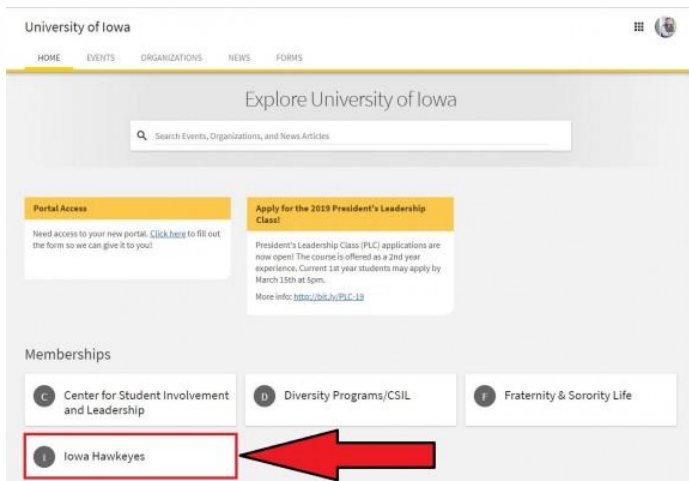 University of Iowa
HOME EVENTS ORGANIZATIONS NEWS FORMS
Explore University of Iowa
Search Events, Organizations, and News Articles
Portal Access
Need access to your new portal. Click here to fill out
the form so we can give it to you!
Apply for the 2019 President's Leadership
Class!
President's Leadership Class (PLC) applications are
now open! The course is offered as a 2nd year
experience. Current 1st year students may apply by
March 15th at 5pm.
More info: http://bit.ly/PLC-19
Memberships
C Center for Student Involvement
and Leadership
D Diversity Programs/CSIL
F Fraternity & Sorority Life
I Iowa Hawkeyes